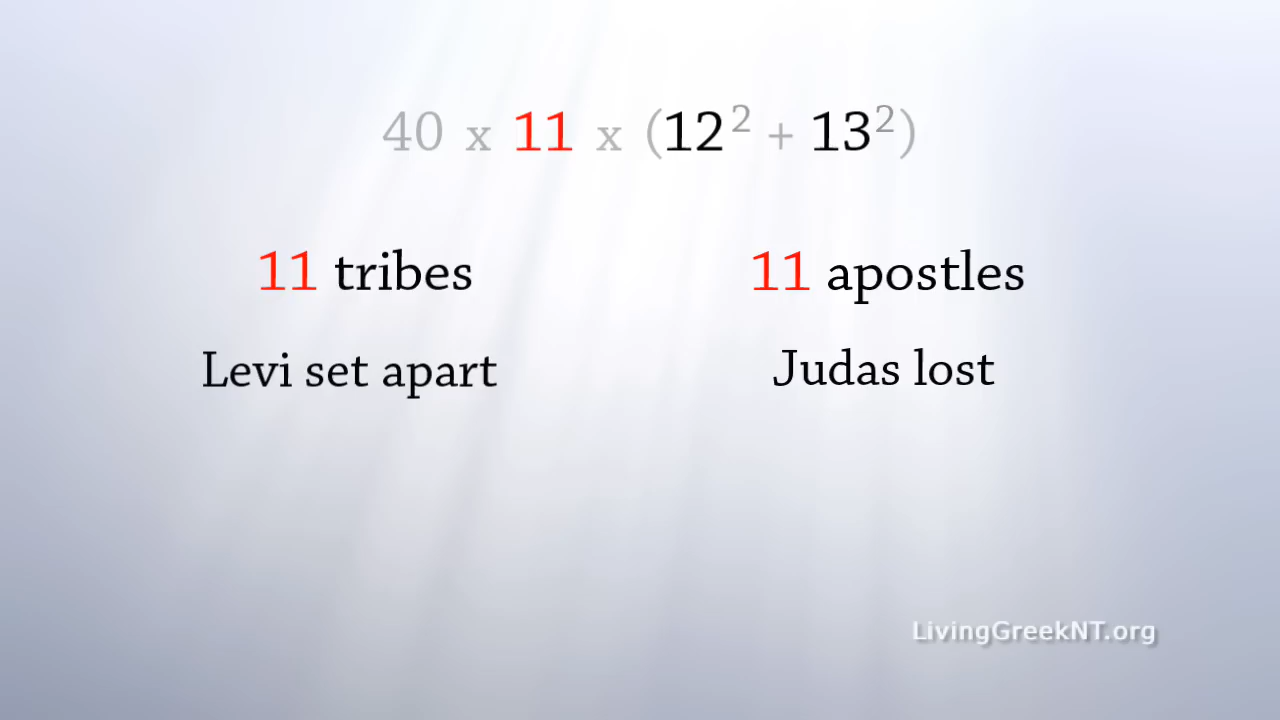 40 x 11 x (12² + 13²)
11 tribes
11 apostles
Levi set apart
Judas lost
LivingGreekNT.org